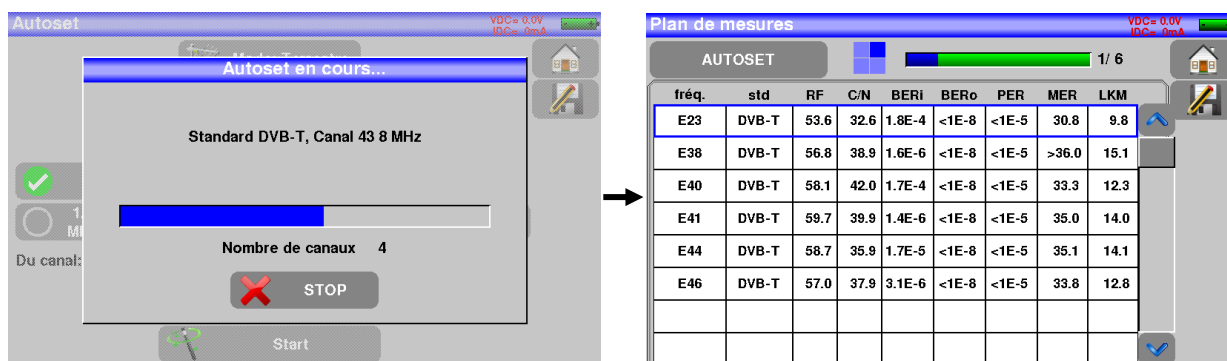 Autoset
VDC= 0.0V
IDC= 0mA
Autoset en cours...
Standard DVB-T, Canal 43 8 MHz
1.
MH
Du canal:
Nombre de canaux 4
STOP
Start
Plan de mesures
VDC= 0.0V
IDC= 0mA
AUTOSET
1/ 6
fréq. std RF C/N BERi BERo PER MER LKM
E23 DVB-T 53.6 32.6 1.8E-4 <1E-8 <1E-5 30.8 9.8
E38 DVB-T 56.8 38.9 1.6E-6 <1E-8 <1E-5 >36.0 15.1
E40 DVB-T 58.1 42.0 1.7E-4 <1E-8 <1E-5 33.3 12.3
E41 DVB-T 59.7 39.9 1.4E-6 <1E-8 <1E-5 35.0 14.0
E44 DVB-T 58.7 35.9 1.7E-5 <1E-8 <1E-5 35.1 14.1
E46 DVB-T 57.0 37.9 3.1E-6 <1E-8 <1E-5 33.8 12.8